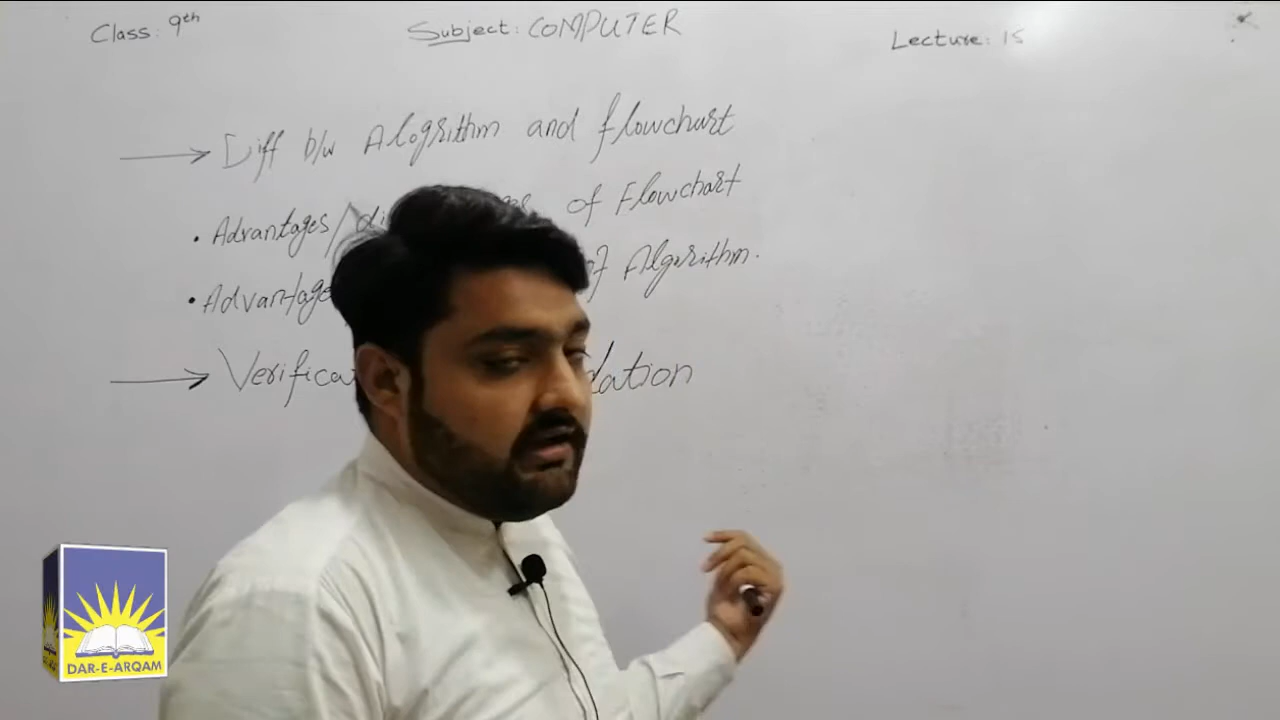 Class: 9th
Subject: COMPUTER
Lecture: 15
→ Diff b/w Alogrithm and flowchart
• Advantages/di of Flowchart
• Advantage of Algorithm.
→ Verifica dation
DAR-E-ARQAM